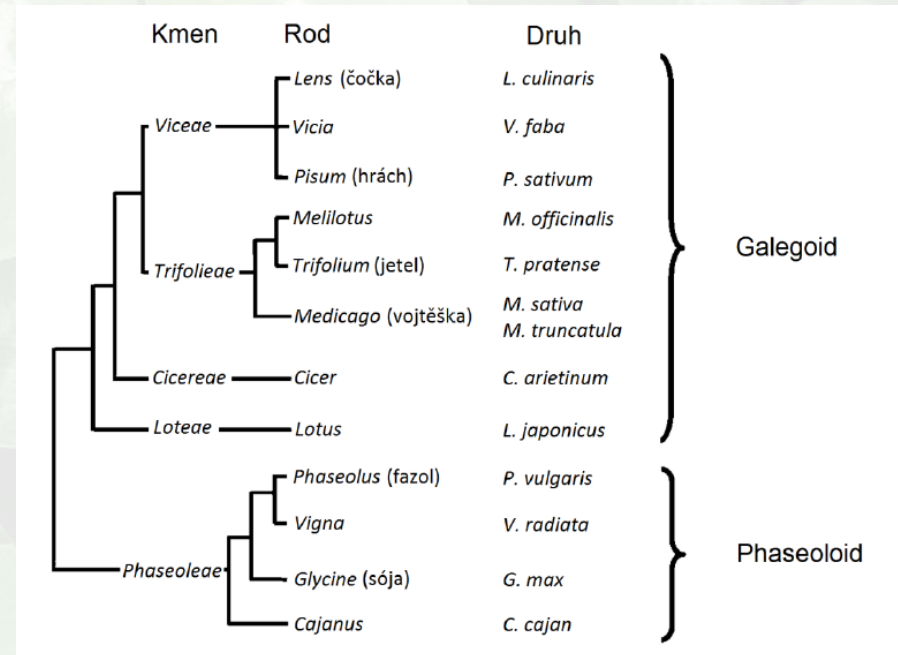 Kmen Rod Druh
Lens (čočka) L. culinaris
Viceae Vicia V. faba
Pisum (hrách) P. sativum
Melilotus M. officinalis
Galegoid
Trifolieae Trifolium (jetel) T. pratense
Medicago (vojtěška) M. sativa
M. truncatula
Cicereae Cicer C. arietinum
Loteae Lotus L. japonicus
Phaseolus (fazol) P. vulgaris
Vigna V. radiata
Phaseoloid
Phaseoleae Glycine (sója) G. max
Cajanus C. cajan